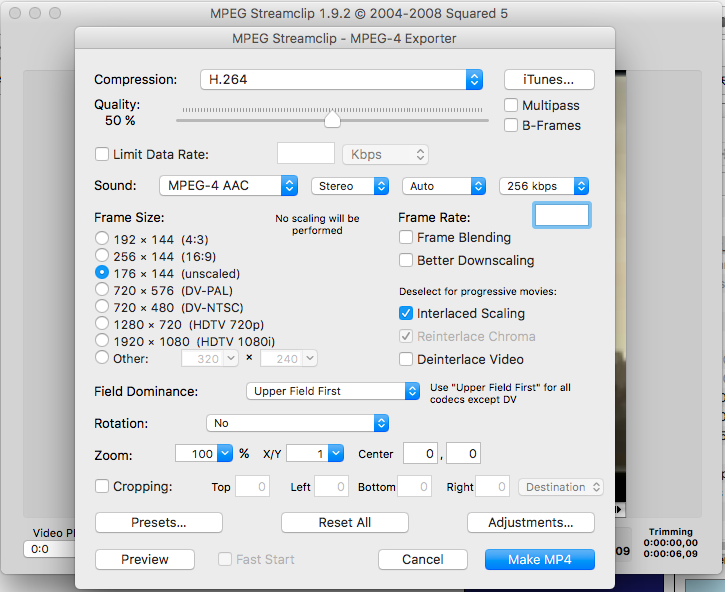 MPEG Streamclip 1.9.2 © 2004-2008 Squared 5
MPEG Streamclip - MPEG-4 Exporter
Compression: H.264 iTunes...
Quality:
50 %
Multipass
B-Frames
Limit Data Rate: Kbps
Sound: MPEG-4 AAC Stereo Auto 256 kbps
Frame Size:
No scaling will be
performed
192 × 144 (4:3)
256 × 144 (16:9)
176 × 144 (unscaled)
720 × 576 (DV-PAL)
720 × 480 (DV-NTSC)
1280 × 720 (HDTV 720p)
1920 × 1080 (HDTV 1080i)
Other: 320 × 240
Frame Rate:
Frame Blending
Better Downscaling
Deselect for progressive movies:
Interlaced Scaling
Reinterlace Chroma
Deinterlace Video
Field Dominance: Upper Field First
Use "Upper Field First" for all
codecs except DV
Rotation: No
Zoom: 100 % X/Y 1 Center 0 , 0
Cropping: Top 0 Left 0 Bottom 0 Right 0 Destination
Presets... Reset All Adjustments...
Preview Fast Start Cancel Make MP4
0:0
09
Trimming
0:00:00,00
0:00:06,09